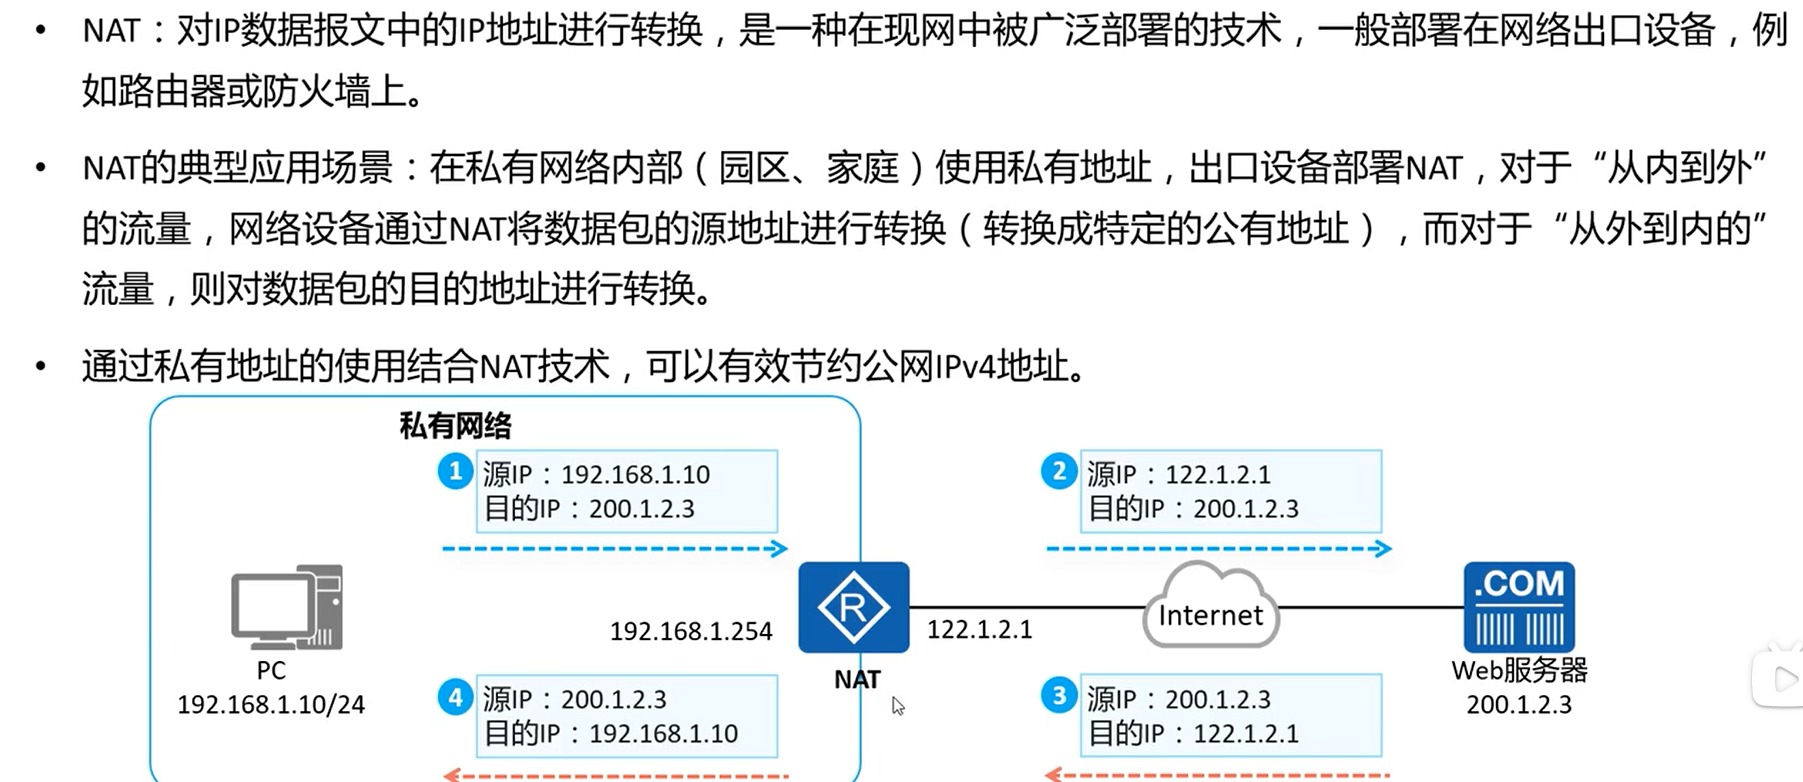 • NAT：对IP数据报文中的IP地址进行转换，是一种在现网中被广泛部署的技术，一般部署在网络出口设备，例
如路由器或防火墙上。
• NAT的典型应用场景：在私有网络内部（园区、家庭）使用私有地址，出口设备部署NAT，对于“从内到外”
的流量，网络设备通过NAT将数据包的源地址进行转换（转换成特定的公有地址），而对于“从外到内的”
流量，则对数据包的目的地址进行转换。
• 通过私有地址的使用结合NAT技术，可以有效节约公网IPv4地址。
私有网络
1
源IP：192.168.1.10
目的IP：200.1.2.3
2
源IP：122.1.2.1
目的IP：200.1.2.3
PC
192.168.1.10/24
192.168.1.254
R
NAT
122.1.2.1
Internet
.COM
Web服务器
200.1.2.3
4
源IP：200.1.2.3
目的IP：192.168.1.10
3
源IP：200.1.2.3
目的IP：122.1.2.1